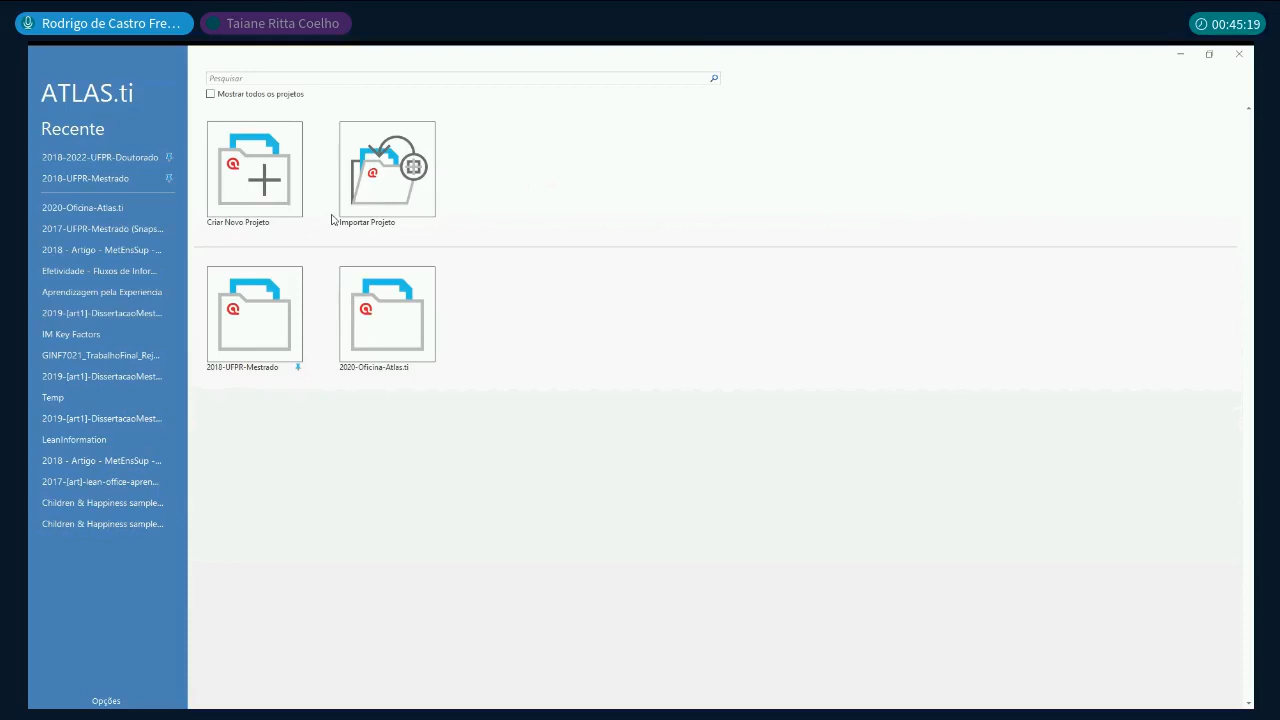 Rodrigo de Castro Fre...
Taiane Ritta Coelho
00:45:19
ATLAS.ti
Recente
2018-2022-UFPR-Doutorado
2018-UFPR-Mestrado
2020-Oficina-Atlas.ti
2017-UFPR-Mestrado (Snaps...
2018 - Artigo - MetEnsSup -...
Efetividade - Fluxos de Infor...
Aprendizagem pela Experiencia
2019-[art1]-DissertacaoMest...
IM Key Factors
GINF7021_TrabalhoFinal_Rej...
2019-[art1]-DissertacaoMest...
Temp
2019-[art1]-DissertacaoMest...
LeanInformation
2018 - Artigo - MetEnsSup -...
2017-[art]-lean-office-apren...
Children & Happiness sample...
Children & Happiness sample...
Opções
Pesquisar
Mostrar todos os projetos
Criar Novo Projeto
Importar Projeto
2018-UFPR-Mestrado
2020-Oficina-Atlas.ti